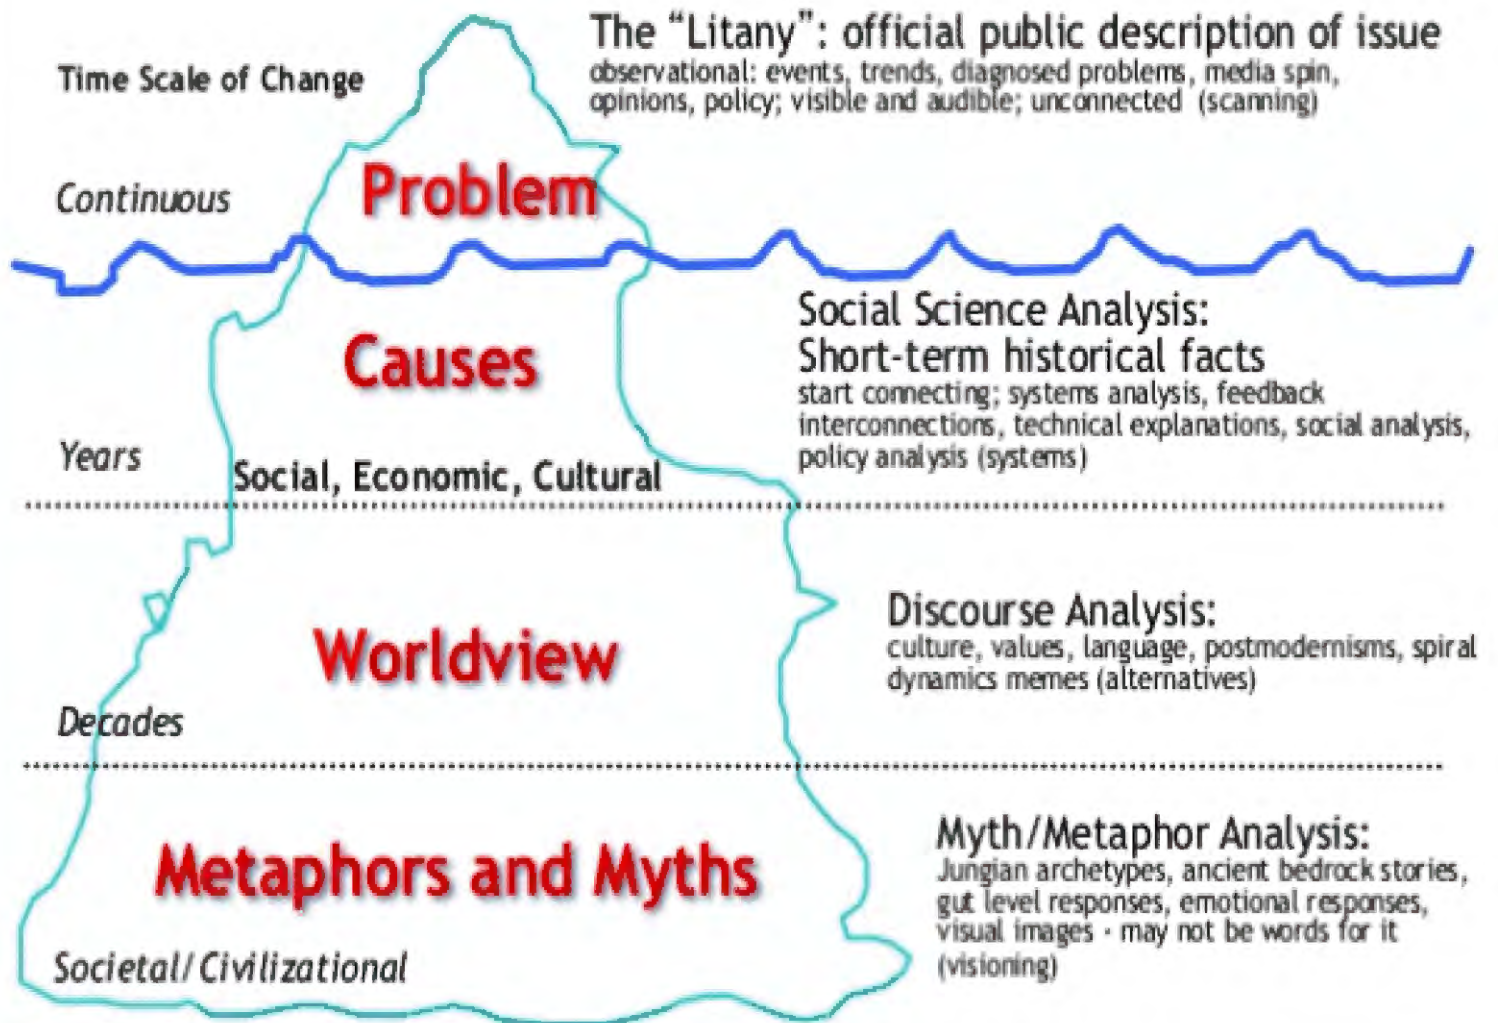 The “Litany”: official public description of issue
observational: events, trends, diagnosed problems, media spin,
opinions, policy; visible and audible; unconnected (scanning)
Time Scale of Change
Problem
Continuous
Social Science Analysis:
Short-term historical facts
start connecting; systems analysis, feedback
interconnections, technical explanations, social analysis,
policy analysis (systems)
Causes
Years
Social, Economic, Cultural
Discourse Analysis:
culture, values, language, postmodernisms, spiral
dynamics memes (alternatives)
Worldview
Decades
Myth/Metaphor Analysis:
Jungian archetypes, ancient bedrock stories,
gut level responses, emotional responses,
visual images - may not be words for it
(visioning)
Metaphors and Myths
Societal/Civilizational